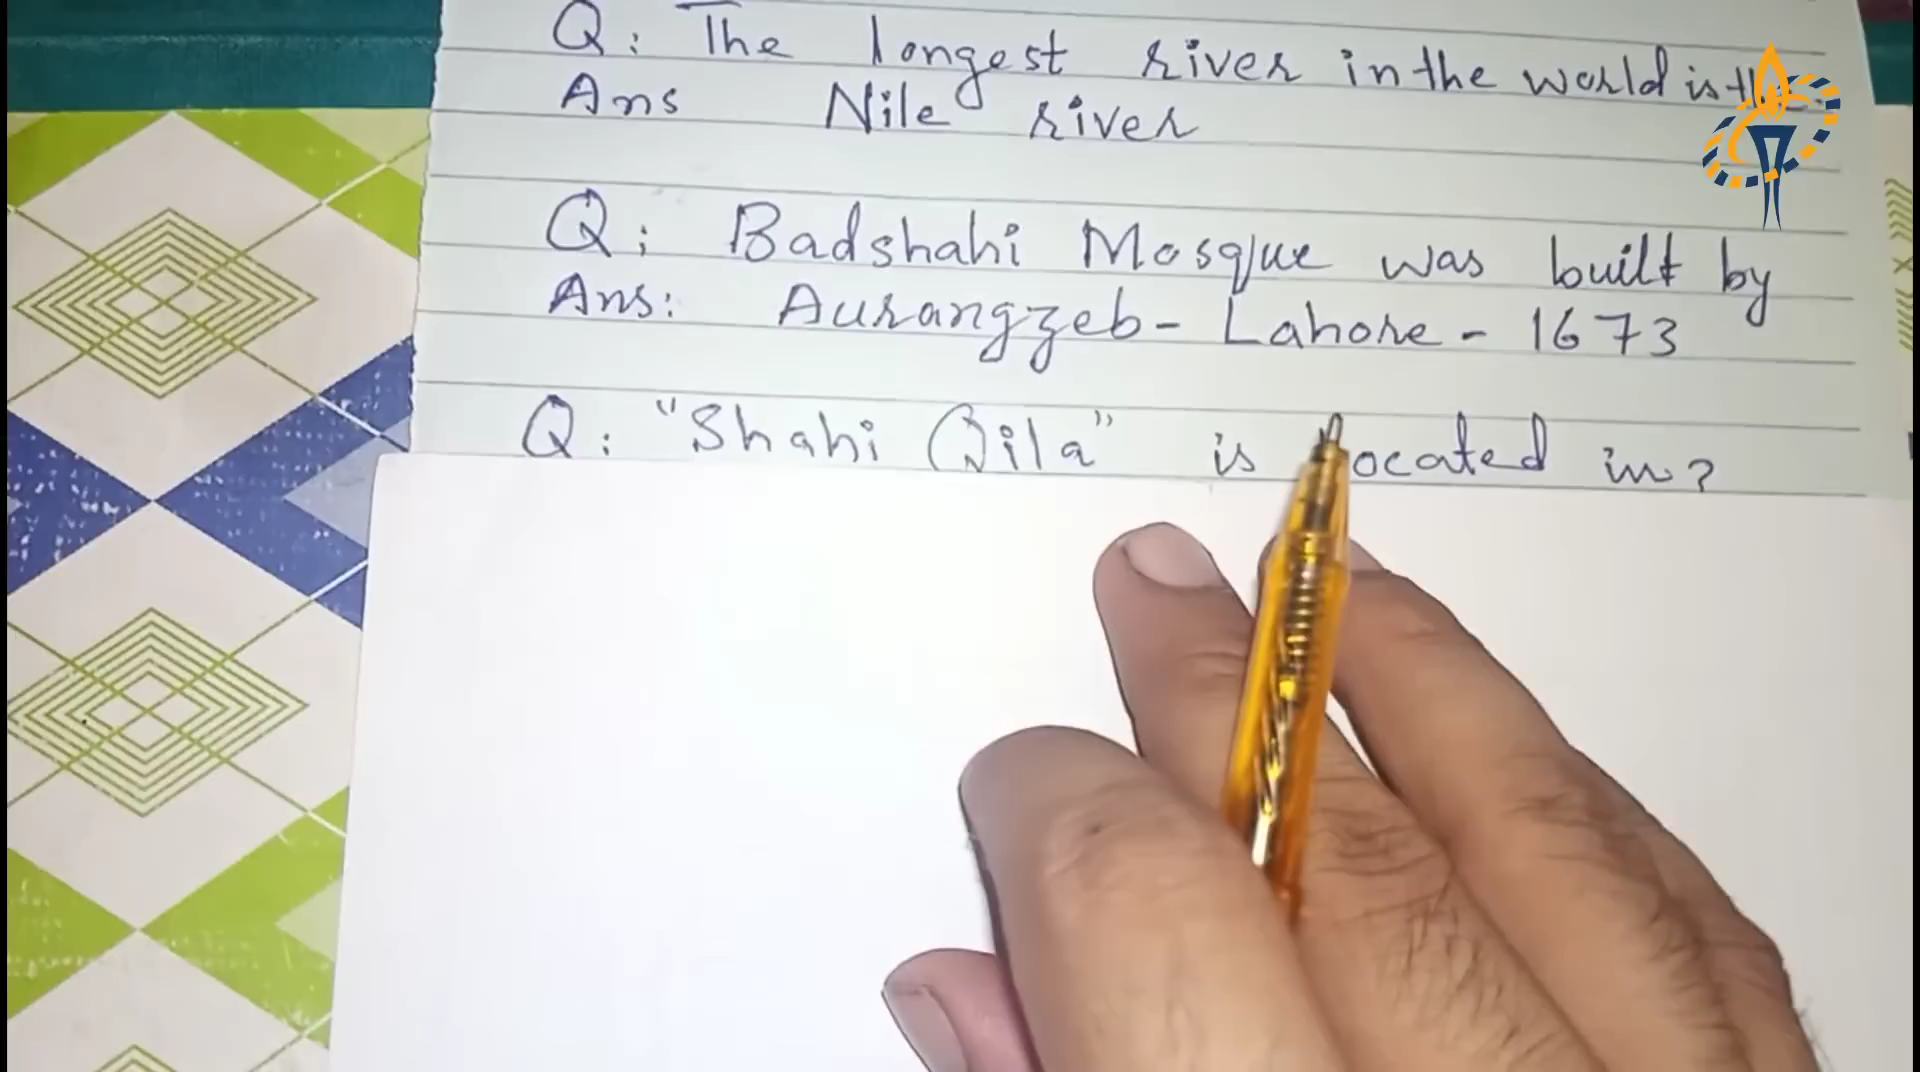 Q: The longest river in the world is the
Ans Nile river
Q: Badshahi Mosque was built by
Ans: Aurangzeb - Lahore - 1673
Q: "Shahi Qila" is located in?